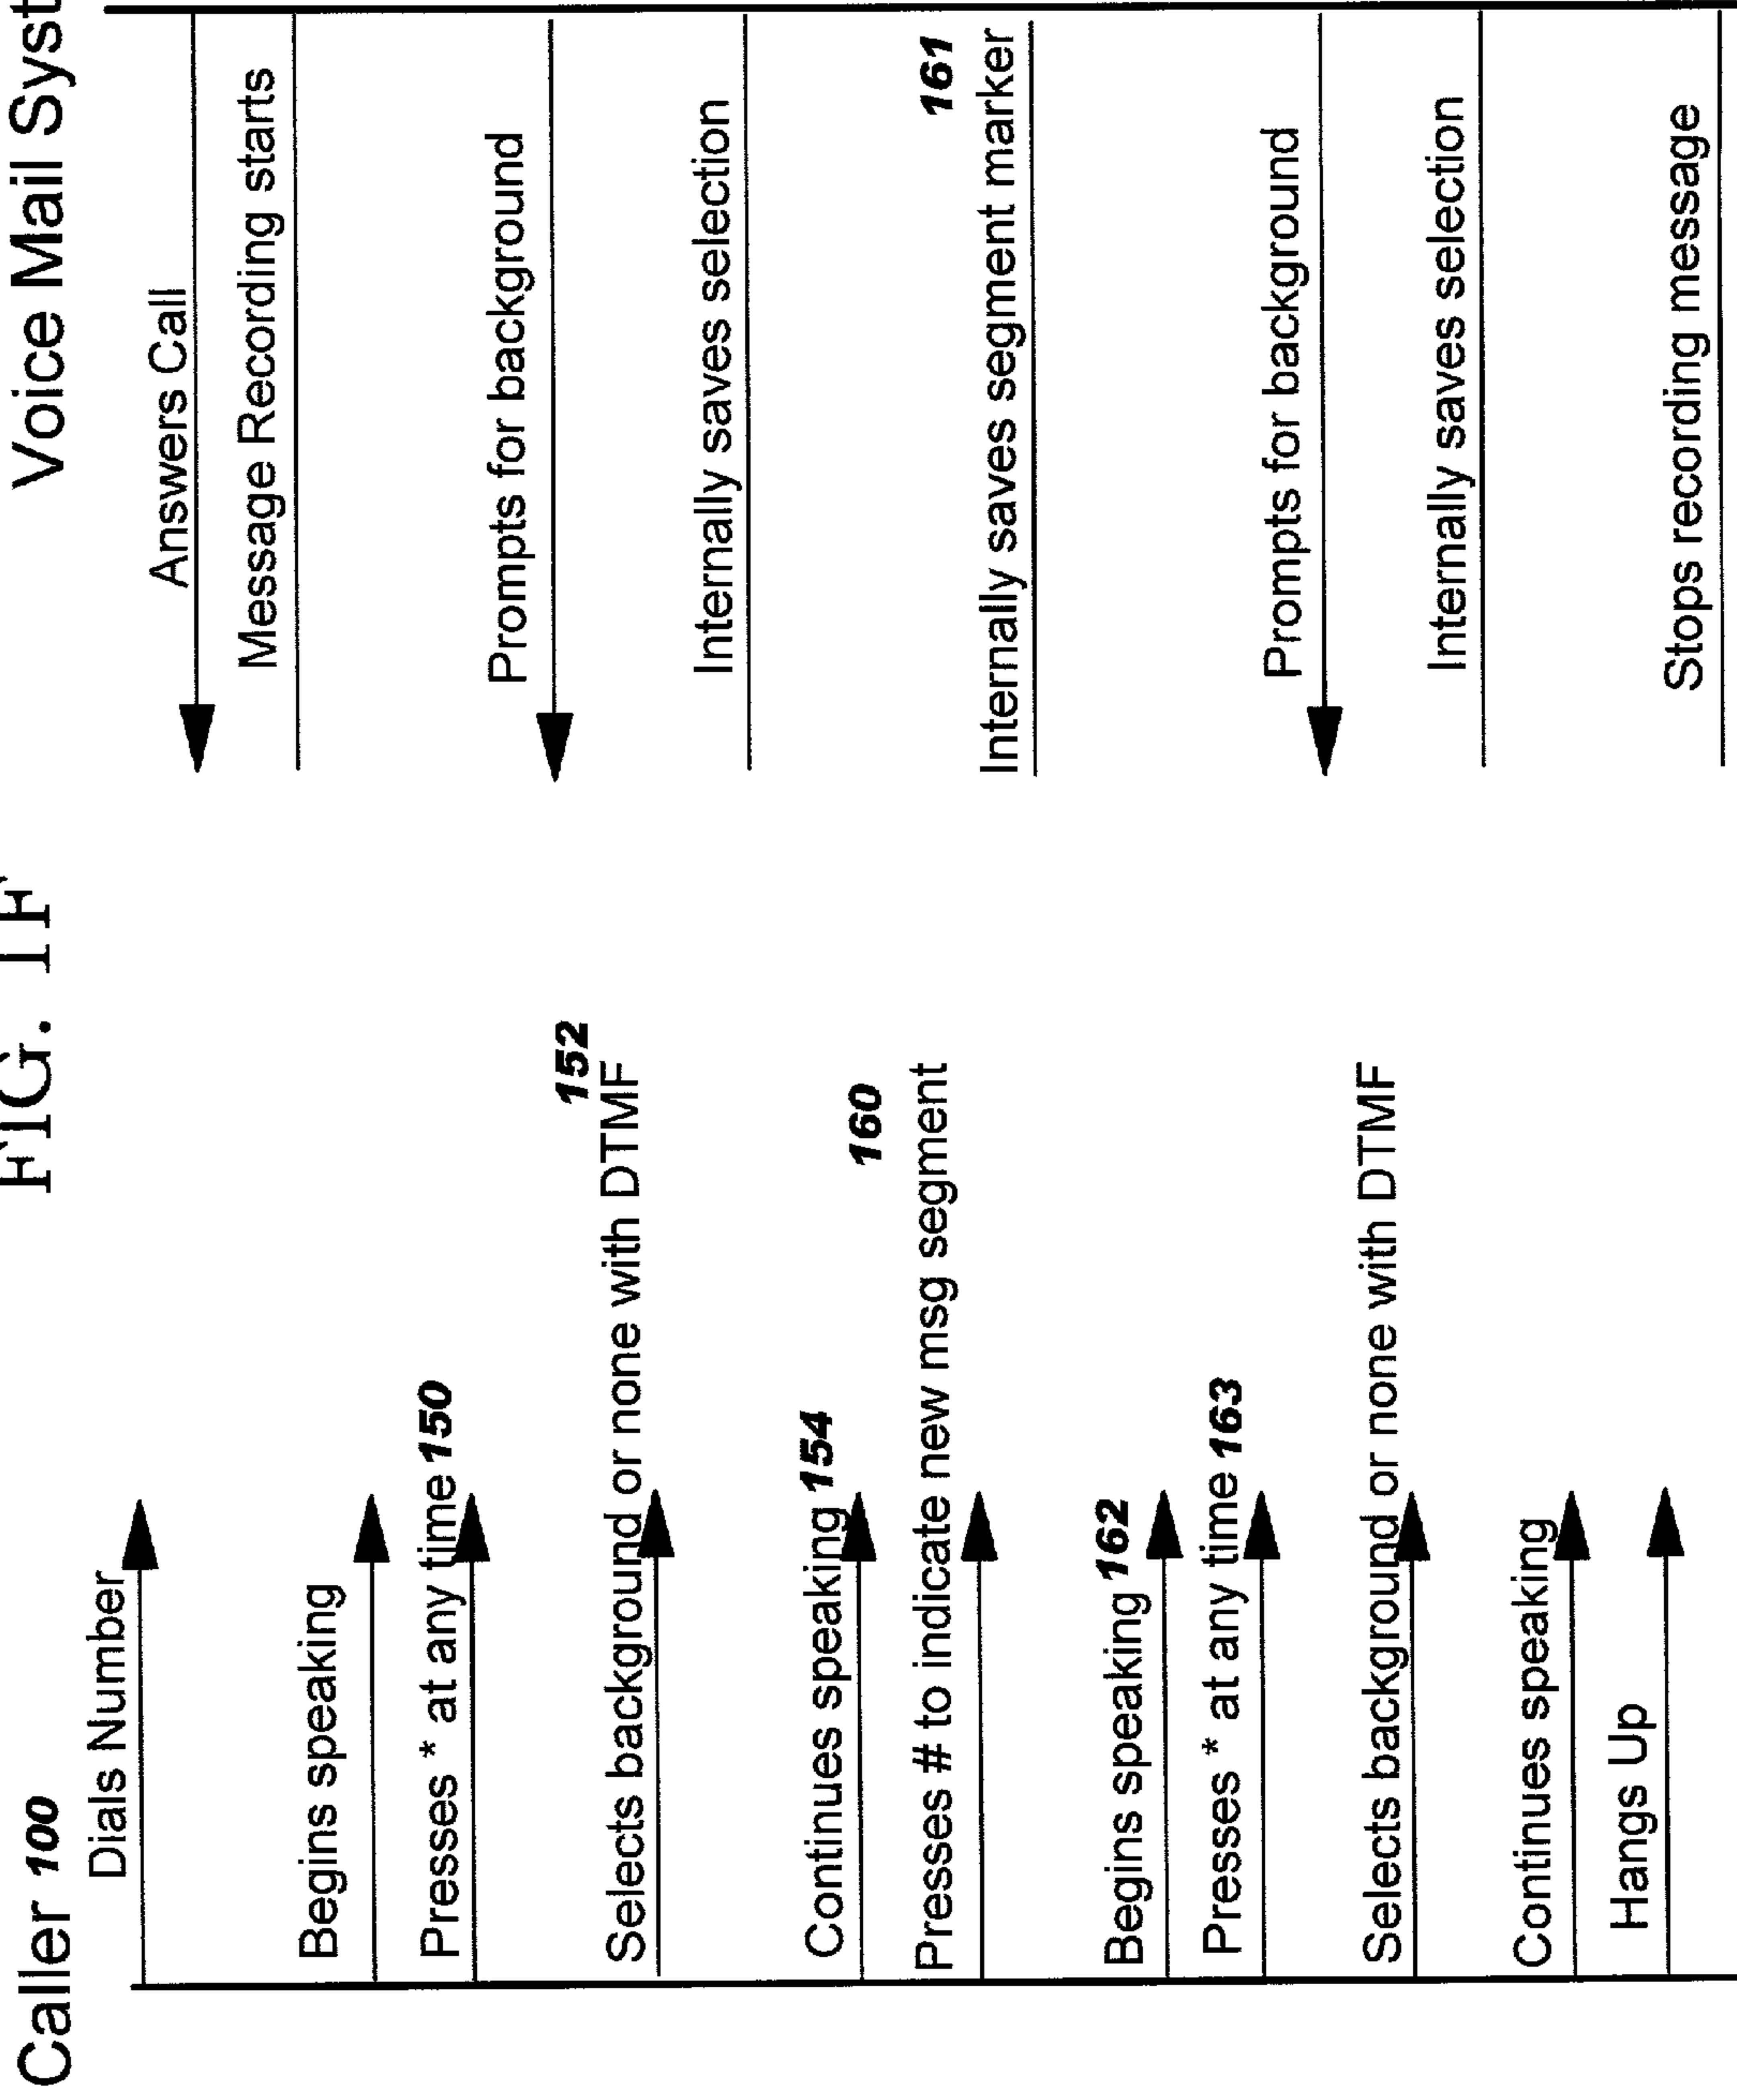 FIG. 1F
Caller 100
Voice Mail Syst
Dials Number
Answers Call
Message Recording starts
Begins speaking
Presses * at any time 150
Prompts for background
152
Selects background or none with DTMF
Internally saves selection
Continues speaking 154
160
Presses # to indicate new msg segment
161
Internally saves segment marker
Begins speaking 162
Presses * at any time 163
Prompts for background
Selects background or none with DTMF
Internally saves selection
Continues speaking
Hangs Up
Stops recording message